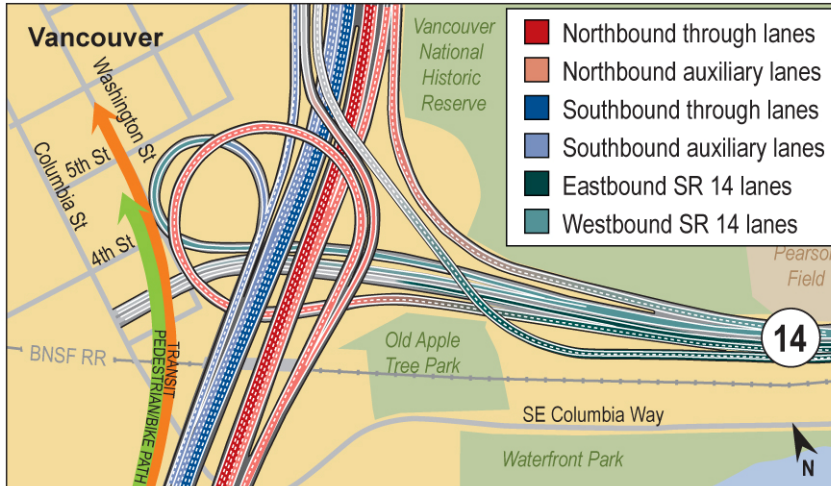 Vancouver
Washington St
5th St
Columbia St
4th St
BNSF RR
TRANSIT
PEDESTRIAN/BIKE PATH
Vancouver
National
Historic
Reserve
Northbound through lanes
Northbound auxiliary lanes
Southbound through lanes
Southbound auxiliary lanes
Eastbound SR 14 lanes
Westbound SR 14 lanes
Pearson
Field
14
Old Apple
Tree Park
SE Columbia Way
Waterfront Park
N